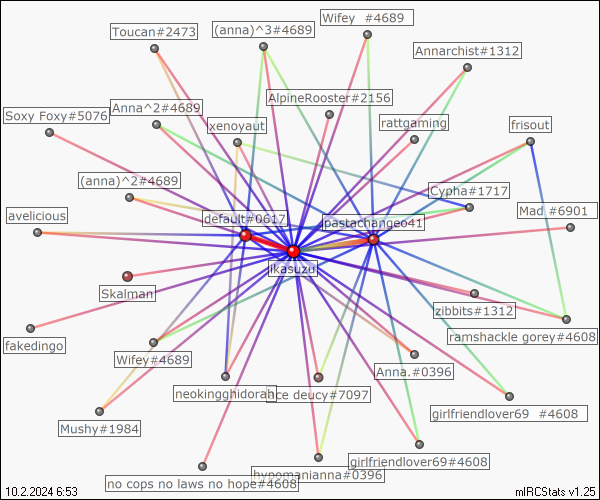 Wifey  #4689
Toucan#2473
(anna)^3#4689
Annarchist#1312
AlpineRooster#2156
Anna^2#4689
Soxy Foxy#5076
xenoyaut
rattgaming
frisout
(anna)^2#4689
Cypha#1717
avelicious
default#0617
pastachangeo41
Mad #6901
ikasuzu
Skalman
zibbits#1312
fakedingo
Wifey#4689
ramshackle gorey#4608
Anna.#0396
neokingghidorah
hce deucy#7097
girlfriendlover69  #4608
Mushy#1984
girlfriendlover69#4608
hypomanianna#0396
no cops no laws no hope#4608
10.2.2024 6:53
mIRCStats v1.25